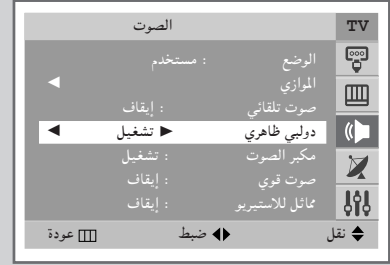 TV
الصوت
الوضع : مستخدم
الموازي
صوت تلقائي : إيقاف
دولبي ظاهري تشغيل
مكبر الصوت : تشغيل
صوت قوي : إيقاف
مماثل للاستيريو : إيقاف
نقل ضبط عودة